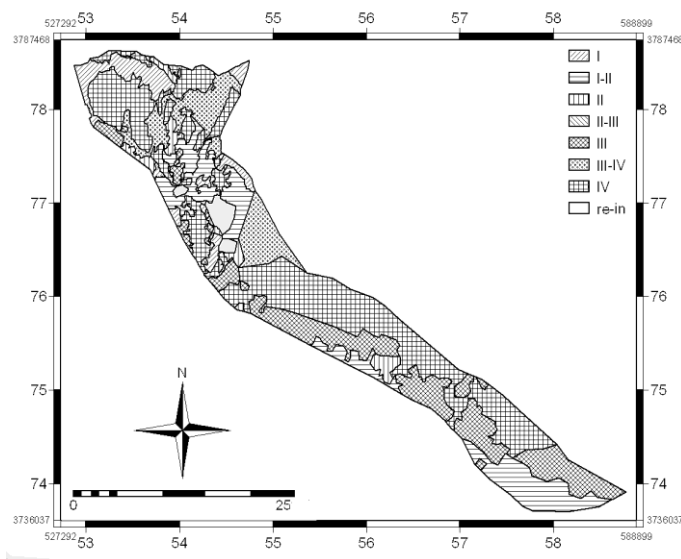 53 54 55 56 57 58
527292 588899
3787468 3787468
I
I-II
II
II-III
III
III-IV
IV
re-in
78 78
77 77
76 76
75 75
74 74
N
0 25
3736037 3736037
527292 588899
53 54 55 56 57 58